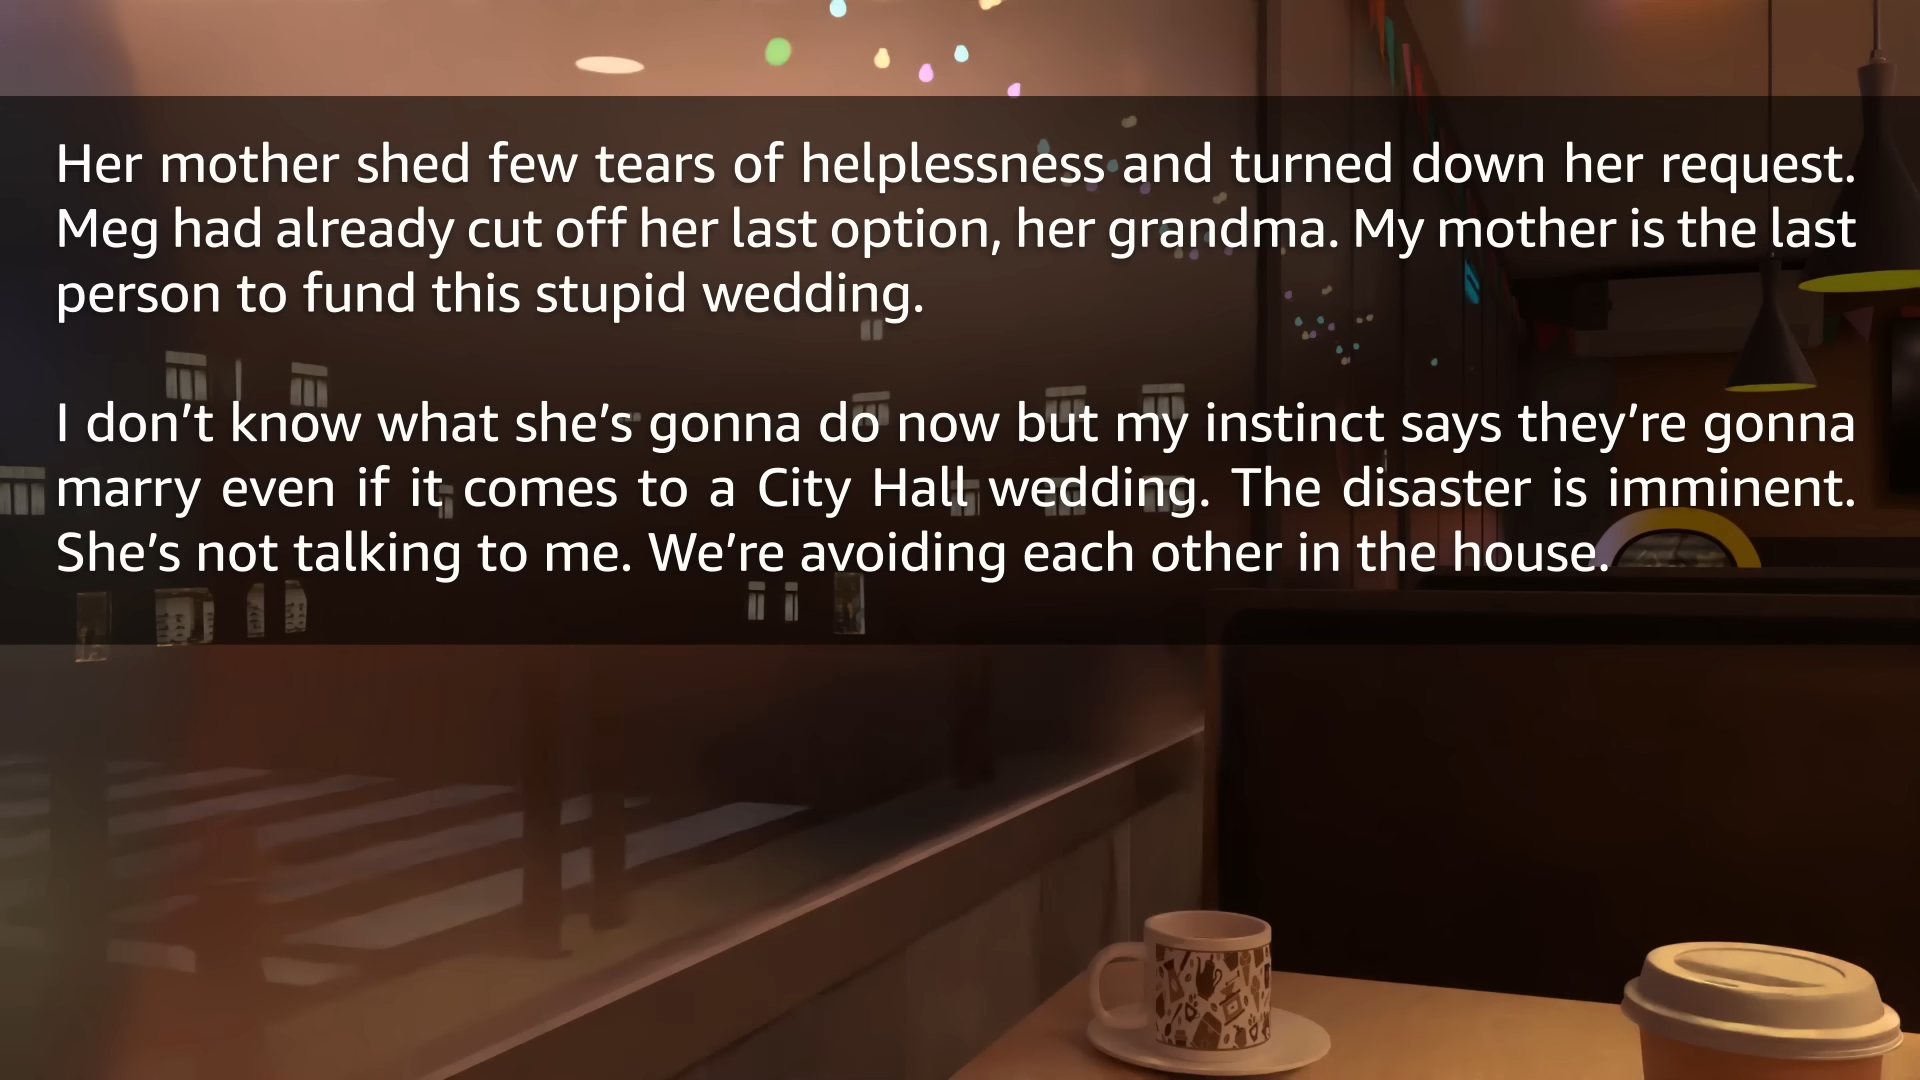 Her mother shed few tears of helplessness and turned down her request.
Meg had already cut off her last option, her grandma. My mother is the last
person to fund this stupid wedding.
I don’t know what she’s gonna do now but my instinct says they’re gonna
marry even if it comes to a City Hall wedding. The disaster is imminent.
She’s not talking to me. We’re avoiding each other in the house.